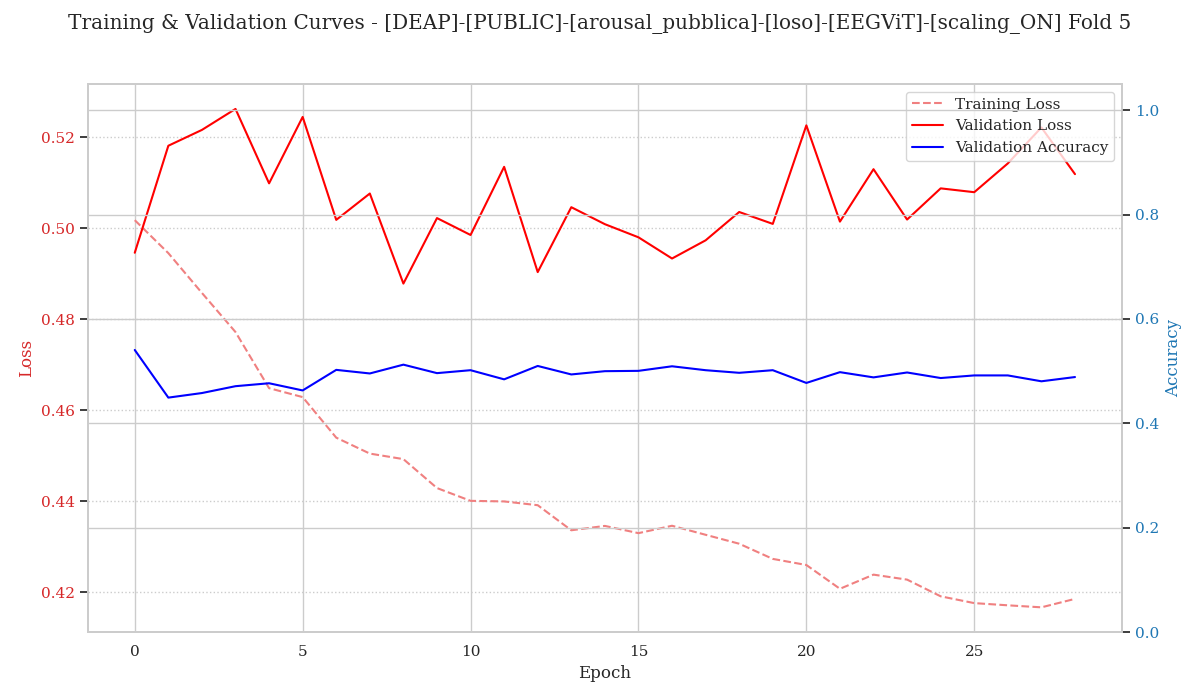 Training & Validation Curves - [DEAP]-[PUBLIC]-[arousal_pubblica]-[loso]-[EEGViT]-[scaling_ON] Fold 5
Training Loss
Validation Loss
Validation Accuracy
Loss
0.52
0.50
0.48
0.46
0.44
0.42
1.0
0.8
0.6
0.4
0.2
0.0
Accuracy
0
5
10
15
20
25
Epoch